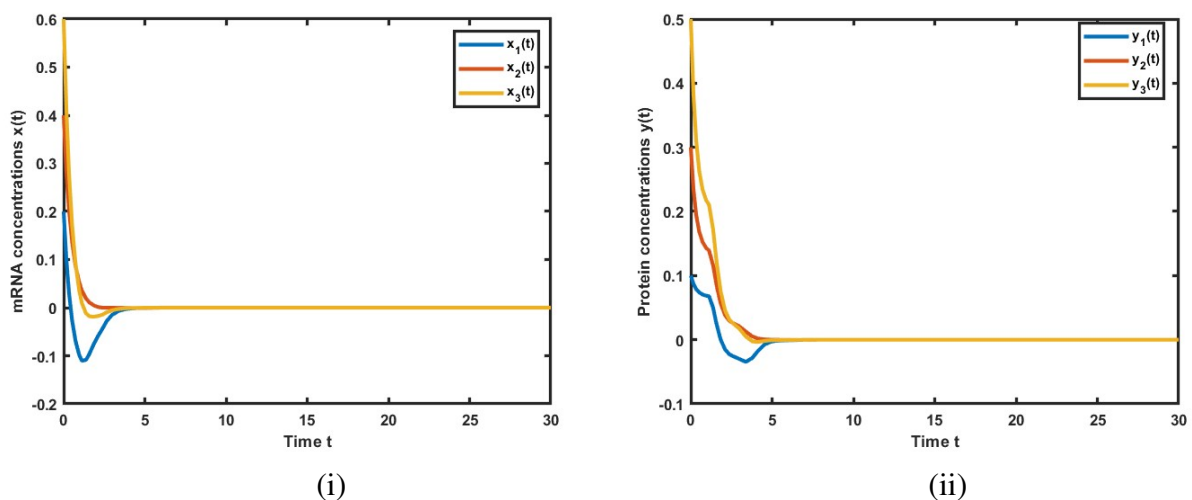 0.6
0.5
0.4
0.3
0.2
0.1
0
-0.1
-0.2
mRNA concentrations x(t)
x1(t)
x2(t)
x3(t)
0 5 10 15 20 25 30
Time t
(i)
0.5
0.4
0.3
0.2
0.1
0
-0.1
Protein concentrations y(t)
y1(t)
y2(t)
y3(t)
0 5 10 15 20 25 30
Time t
(ii)